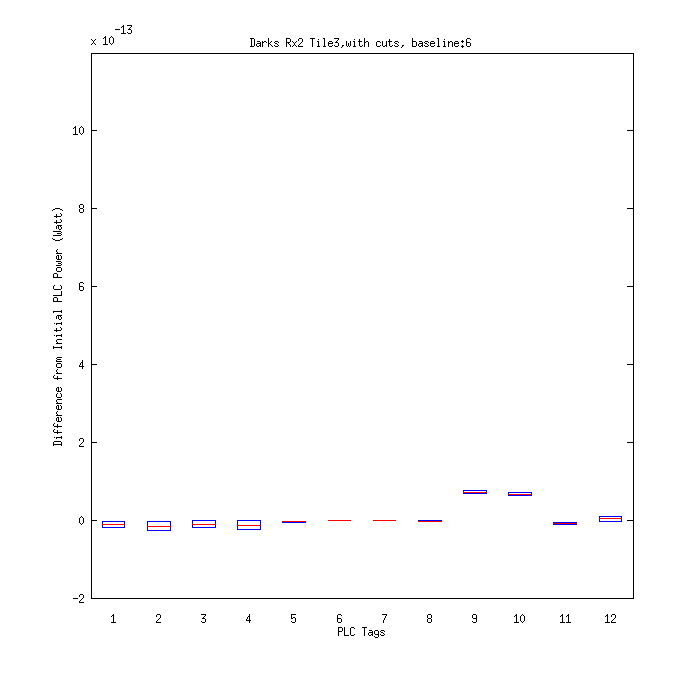 x 10^-13
Darks Rx2 Tile3,with cuts, baseline:6
Difference from Initial PLC Power (Watt)
10
8
6
4
2
0
-2
1 2 3 4 5 6 7 8 9 10 11 12
PLC Tags